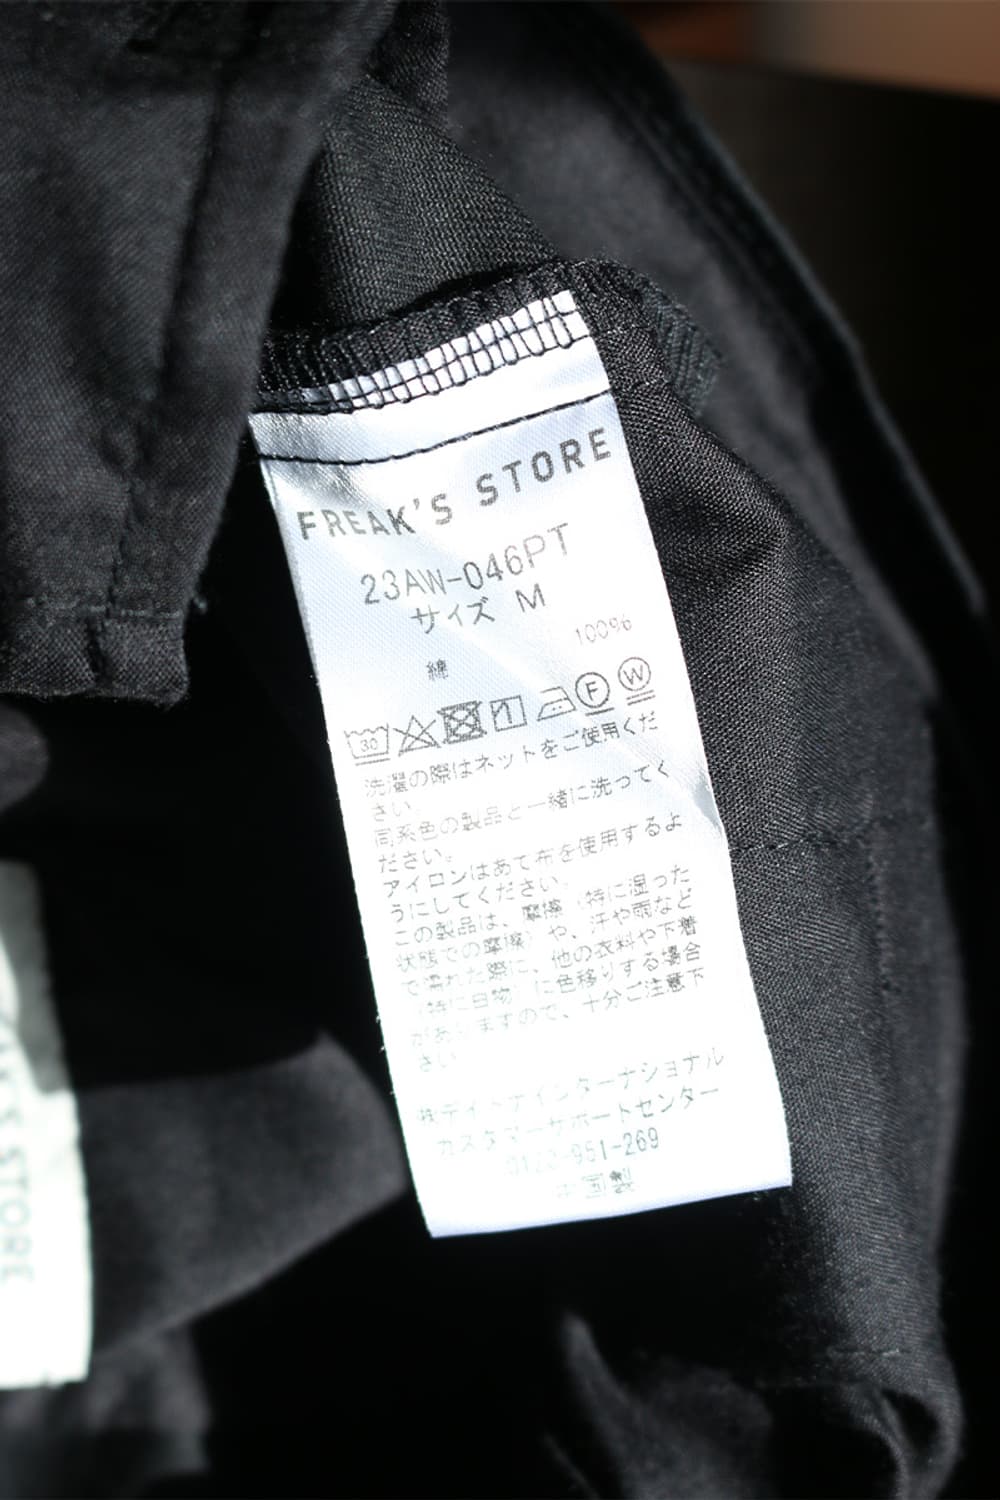 FREAK'S STORE
23AW-046PT
サイズ M
綿 100%
30 F W
洗濯の際はネットをご使用くだ
さい。
同系色の製品と一緒に洗ってく
ださい。
アイロンはあて布を使用するよ
うにしてください。
この製品は、摩擦（特に湿った
状態での摩擦）や、汗や雨など
で濡れた際に、他の衣料や下着
（特に白物）に色移りする場合
がありますので、十分ご注意下
さい
㈱デイトナインターナショナル
カスタマーサポートセンター
0120-951-269
中国製
STORE